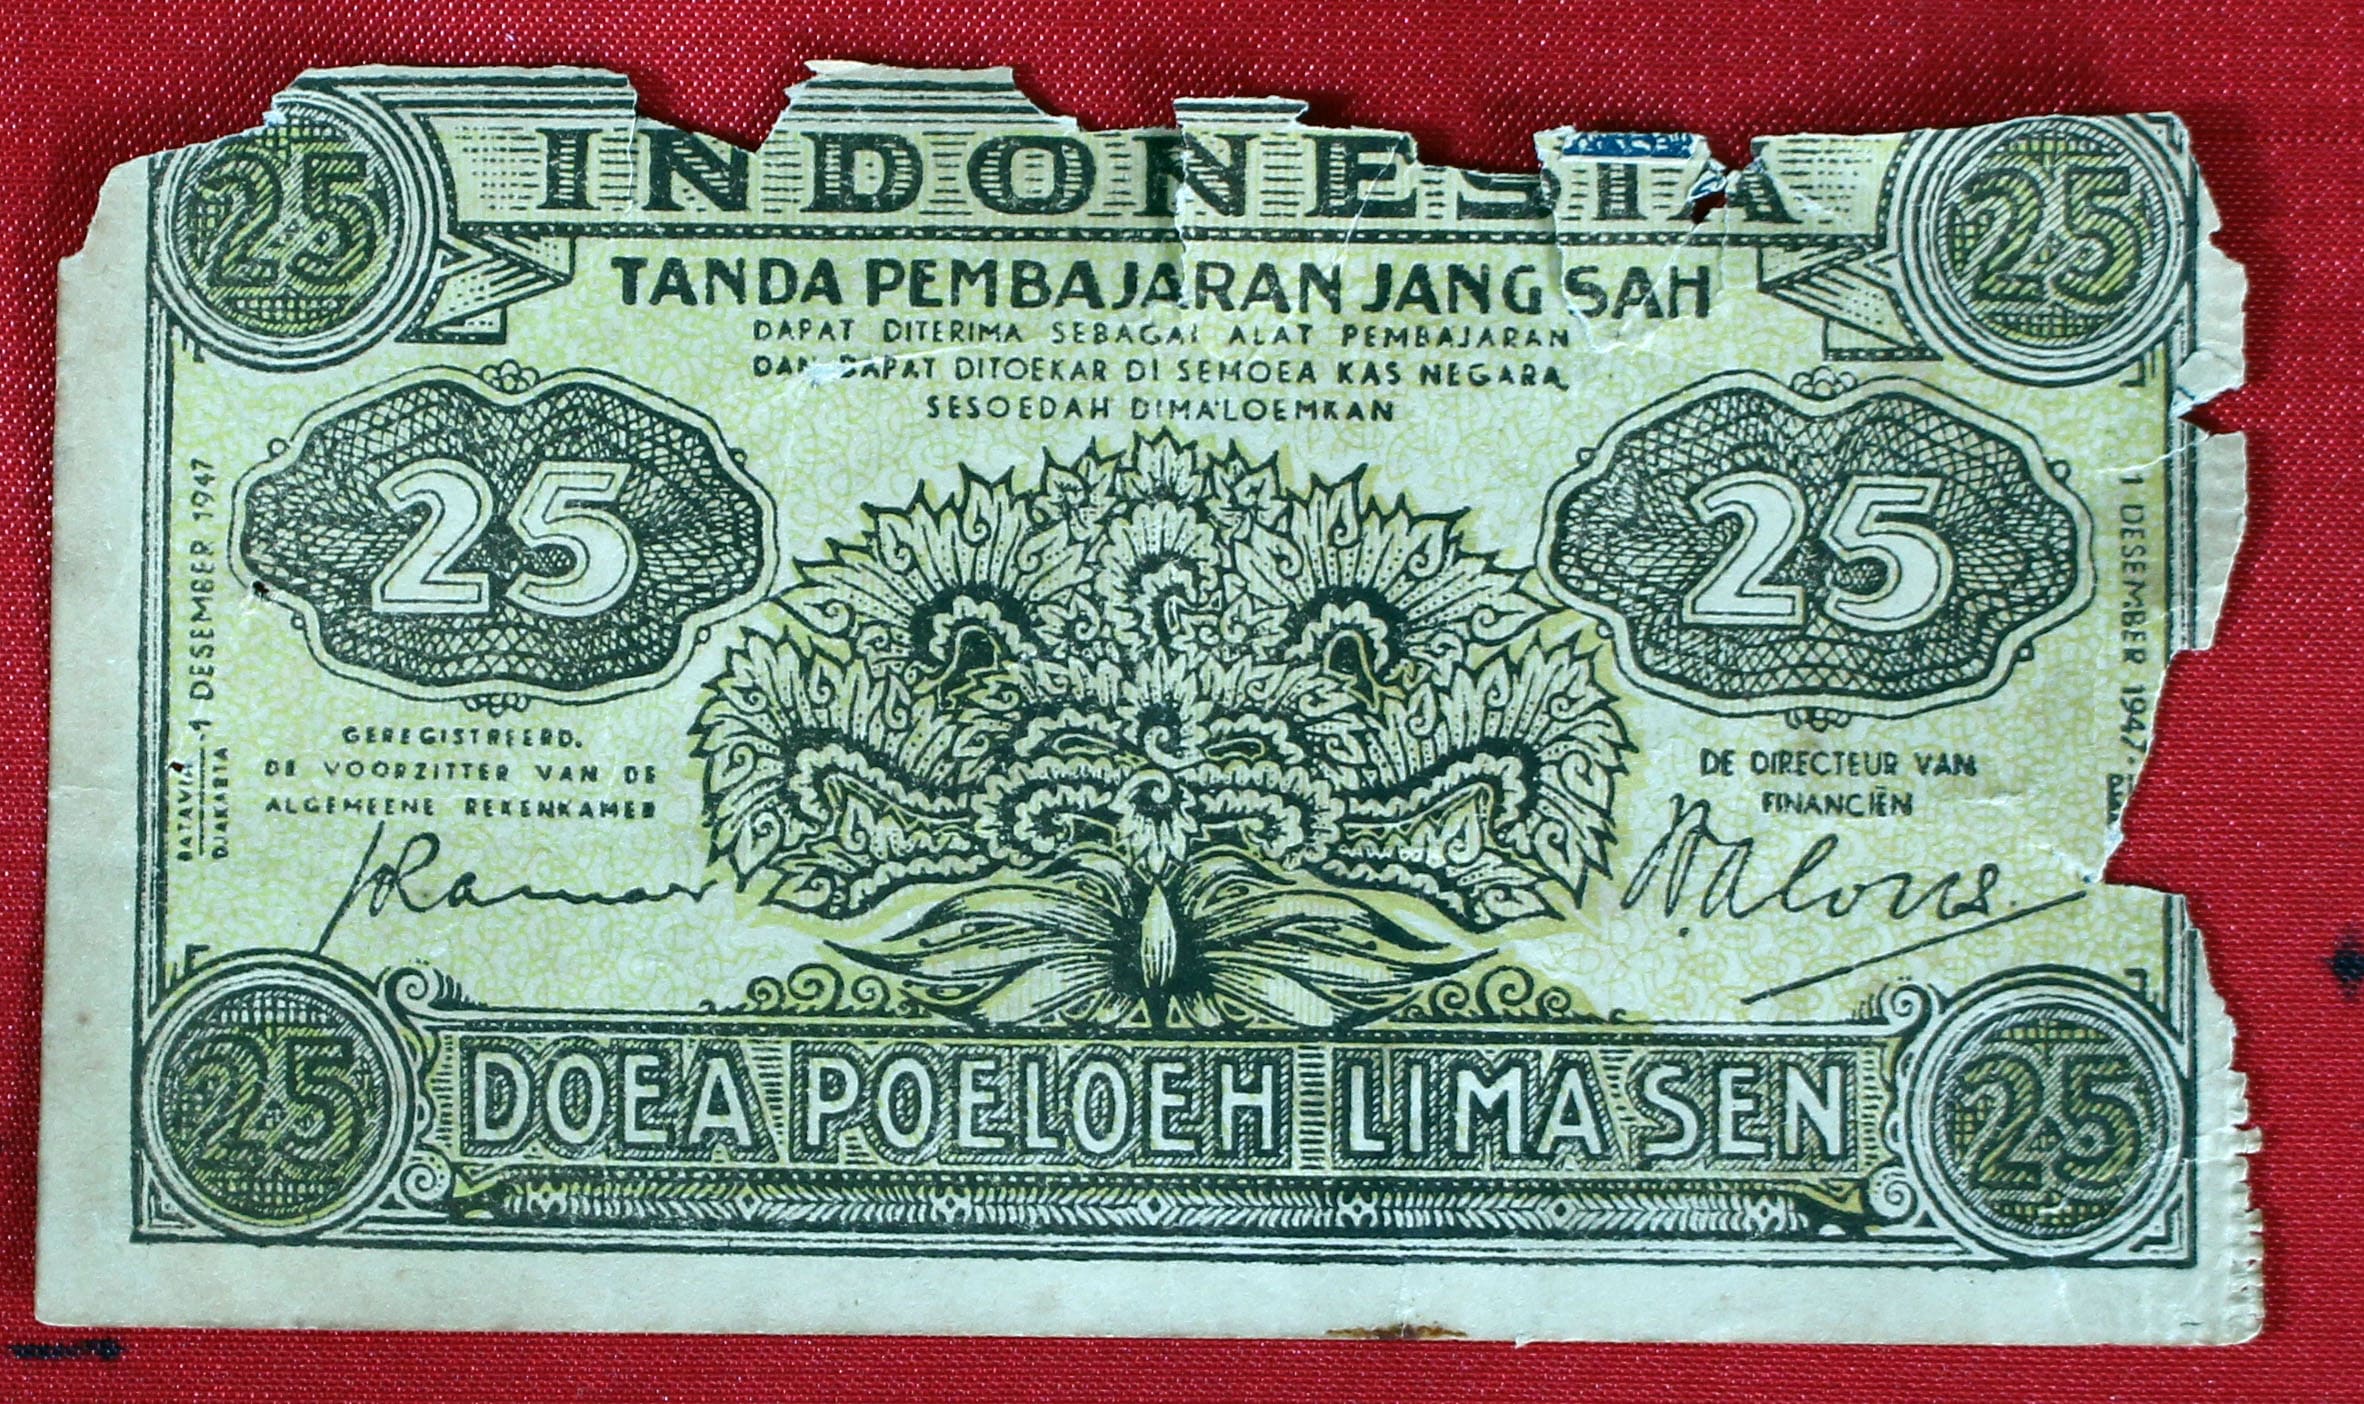 25
INDONESIA
25
TANDA PEMBAJARAN JANG SAH
DAPAT DITERIMA SEBAGAI ALAT PEMBAJARAN
DAN DAPAT DITOEKAR DI SEMOEA KAS NEGARA,
SESOEDAH DIMA'LOEMKAN
25
25
BATAVIA
DJAKARTA
-1 DESEMBER 1947
1 DESEMBER 1947
GEREGISTREERD.
DE VOORZITTER VAN DE
ALGEMEENE REKENKAMER
DE DIRECTEUR VAN
FINANCIËN
25
DOEA POELOEH LIMA SEN
25